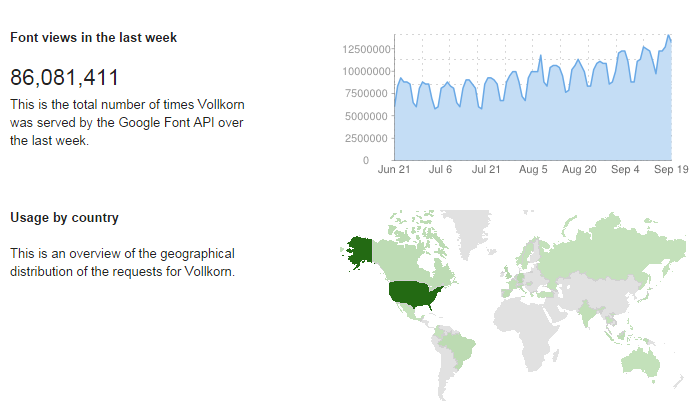 Font views in the last week
86,081,411
This is the total number of times Vollkorn
was served by the Google Font API over
the last week.
12500000
10000000
7500000
5000000
2500000
0
Jun 21 Jul 6 Jul 21 Aug 5 Aug 20 Sep 4 Sep 19
Usage by country
This is an overview of the geographical
distribution of the requests for Vollkorn.